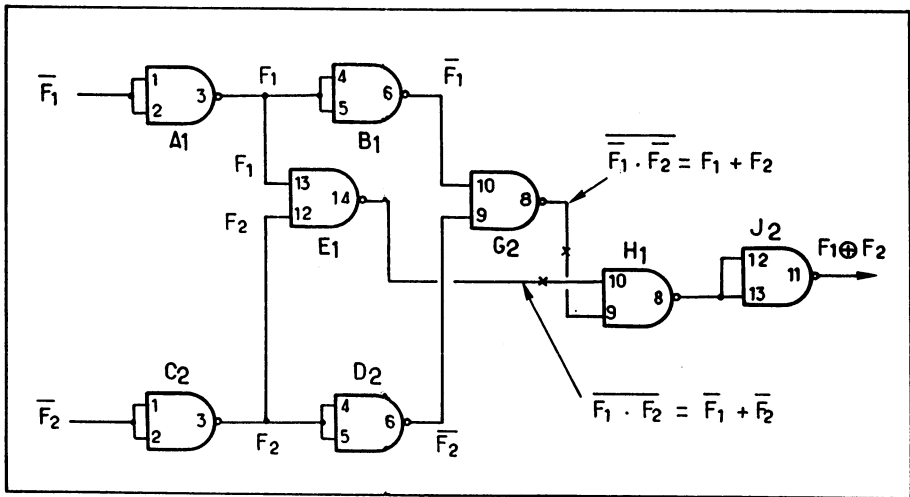 F̅₁
1
2
3
A1
F₁
4
5
6
B1
F̅₁
F₁
13
12
14
E1
F₂
10
9
8
G2
\overline{F̅₁ · F̅₂} = F₁ + F₂
H1
10
9
8
J2
12
13
11
F₁ ⊕ F₂
\overline{F₁ · F₂} = F̅₁ + F̅₂
C2
F̅₂
1
2
3
F₂
D2
4
5
6
F̅₂